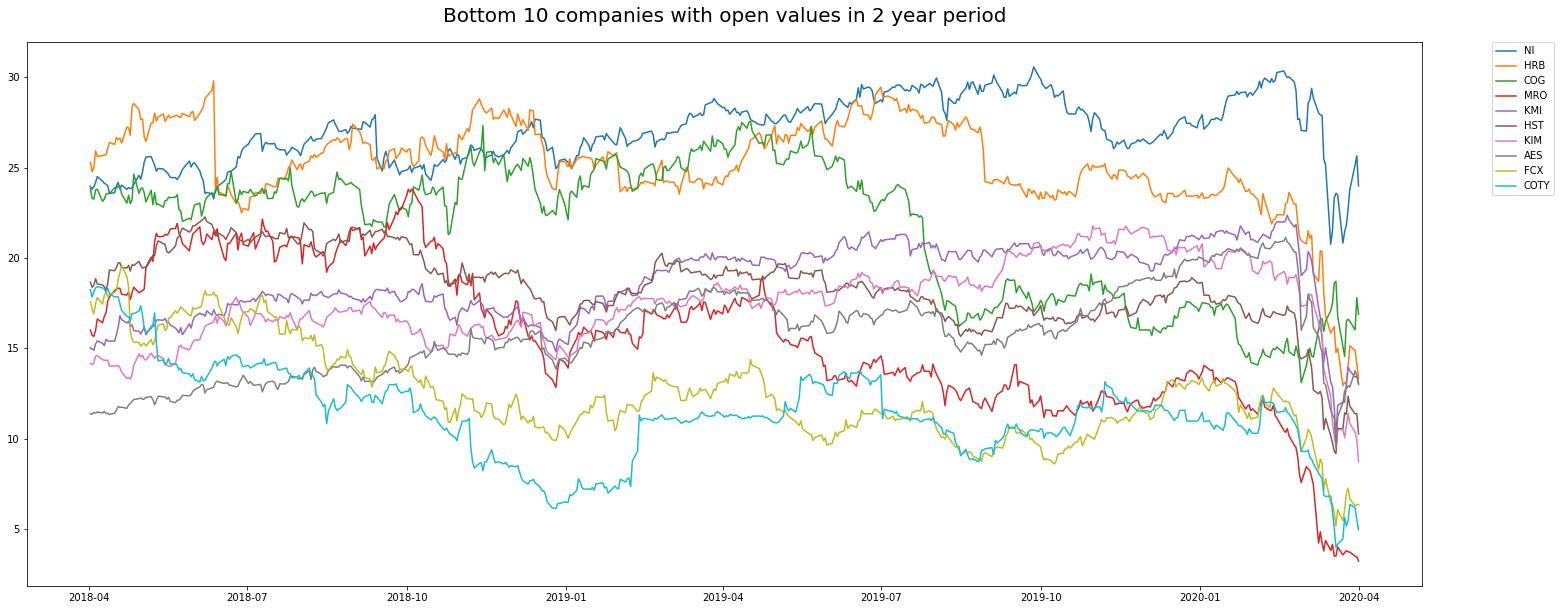 Bottom 10 companies with open values in 2 year period
30
25
20
15
10
5
2018-04
2018-07
2018-10
2019-01
2019-04
2019-07
2019-10
2020-01
2020-04
NI
HRB
COG
MRO
KMI
HST
KIM
AES
FCX
COTY